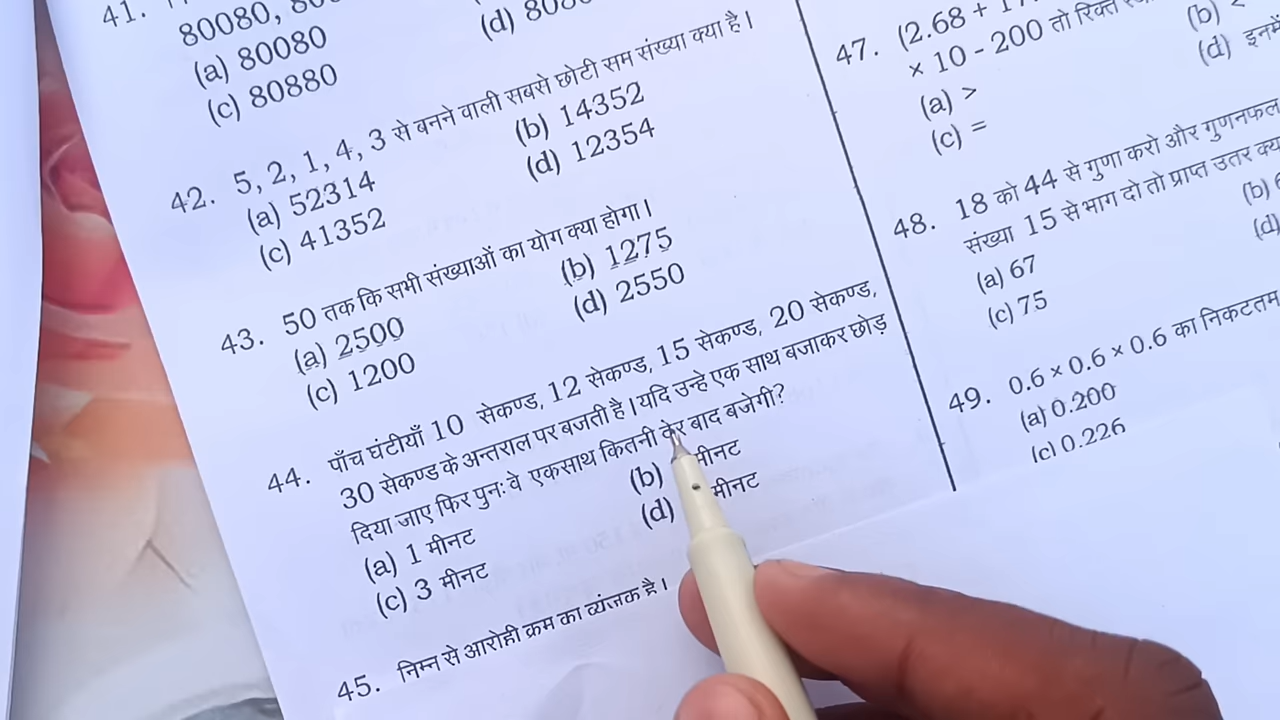 41.
80080,
(a) 80080
(c) 80880
42. 5, 2, 1, 4, 3 से बनने वाली सबसे छोटी सम संख्या क्या है।
(a) 52314 (b) 14352
(c) 41352 (d) 12354
43. 50 तक कि सभी संख्याओं का योग क्या होगा।
(a) 2500 (b) 1275
(c) 1200 (d) 2550
44. पाँच घंटीयाँ 10 सेकण्ड, 12 सेकण्ड, 15 सेकण्ड, 20 सेकण्ड,
30 सेकण्ड के अन्तराल पर बजती है। यदि उन्हे एक साथ बजाकर छोड़
दिया जाए फिर पुनः वे एकसाथ कितनी देर बाद बजेगी?
(a) 1 मीनट (b) मीनट
(c) 3 मीनट (d) मीनट
45. निम्न से आरोही क्रम का व्यंजक है।
47. (2.68 +
× 10 - 200 तो रिक्त
(a) > (b)
(c) = (d) इनमें
48. 18 को 44 से गुणा करो और गुणनफल
संख्या 15 से भाग दो तो प्राप्त उतर
(a) 67 (b)
(c) 75 (d)
49. 0.6 × 0.6 × 0.6 का निकटतम
(a) 0.200
(c) 0.226